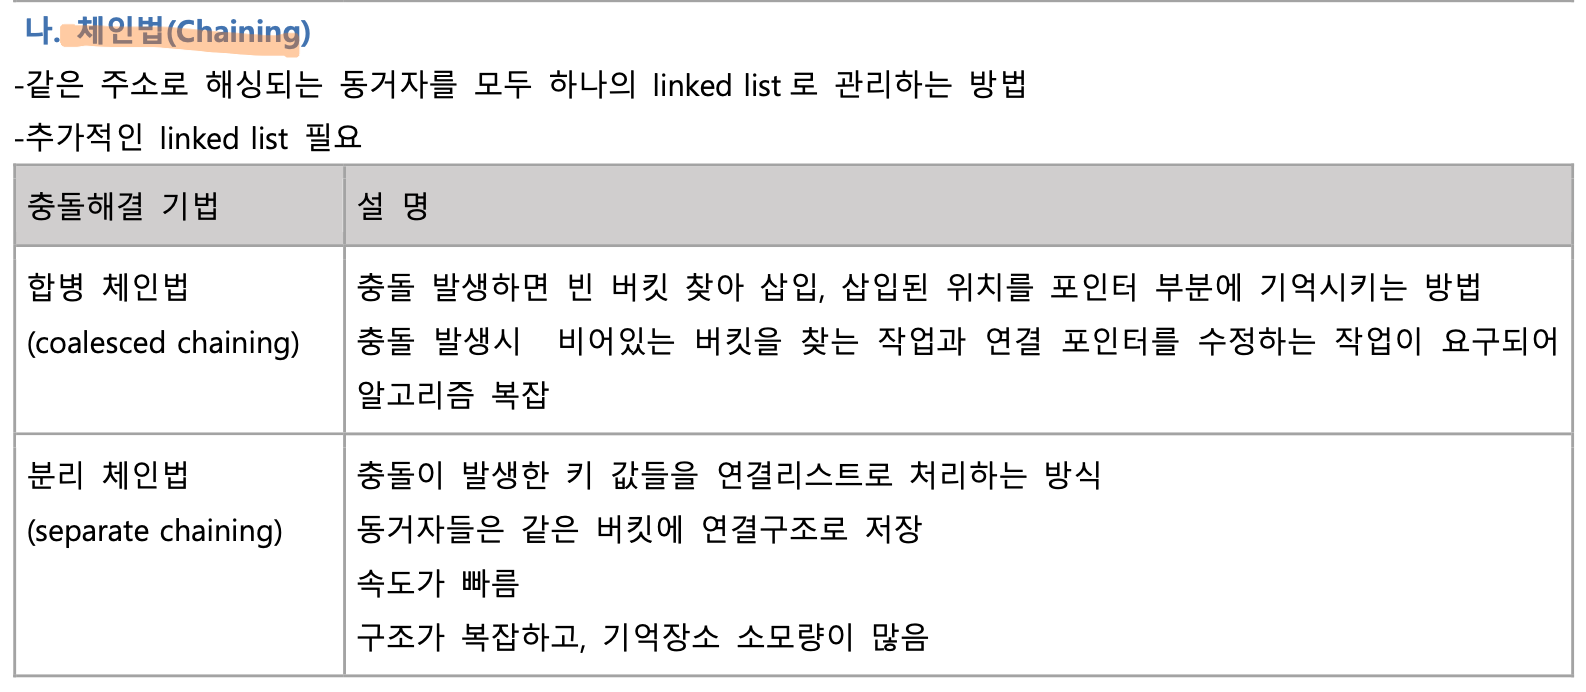 나. 체인법(Chaining)
-같은 주소로 해싱되는 동거자를 모두 하나의 linked list 로 관리하는 방법
-추가적인 linked list 필요
충돌해결 기법
설 명
합병 체인법
(coalesced chaining)
충돌 발생하면 빈 버킷 찾아 삽입, 삽입된 위치를 포인터 부분에 기억시키는 방법
충돌 발생시 비어있는 버킷을 찾는 작업과 연결 포인터를 수정하는 작업이 요구되어
알고리즘 복잡
분리 체인법
(separate chaining)
충돌이 발생한 키 값들을 연결리스트로 처리하는 방식
동거자들은 같은 버킷에 연결구조로 저장
속도가 빠름
구조가 복잡하고, 기억장소 소모량이 많음